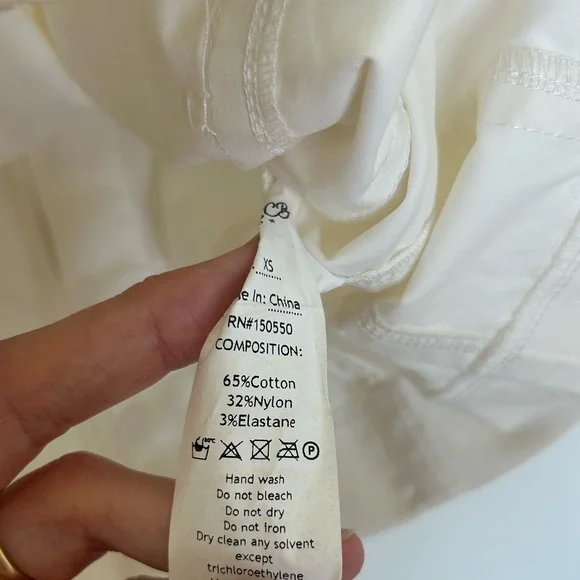 CB
XS
e In: China
RN#150550
COMPOSITION:
65%Cotton
32%Nylon
3%Elastane
P
Hand wash
Do not bleach
Do not dry
Do not iron
Dry clean any solvent
except
trichloroethylene